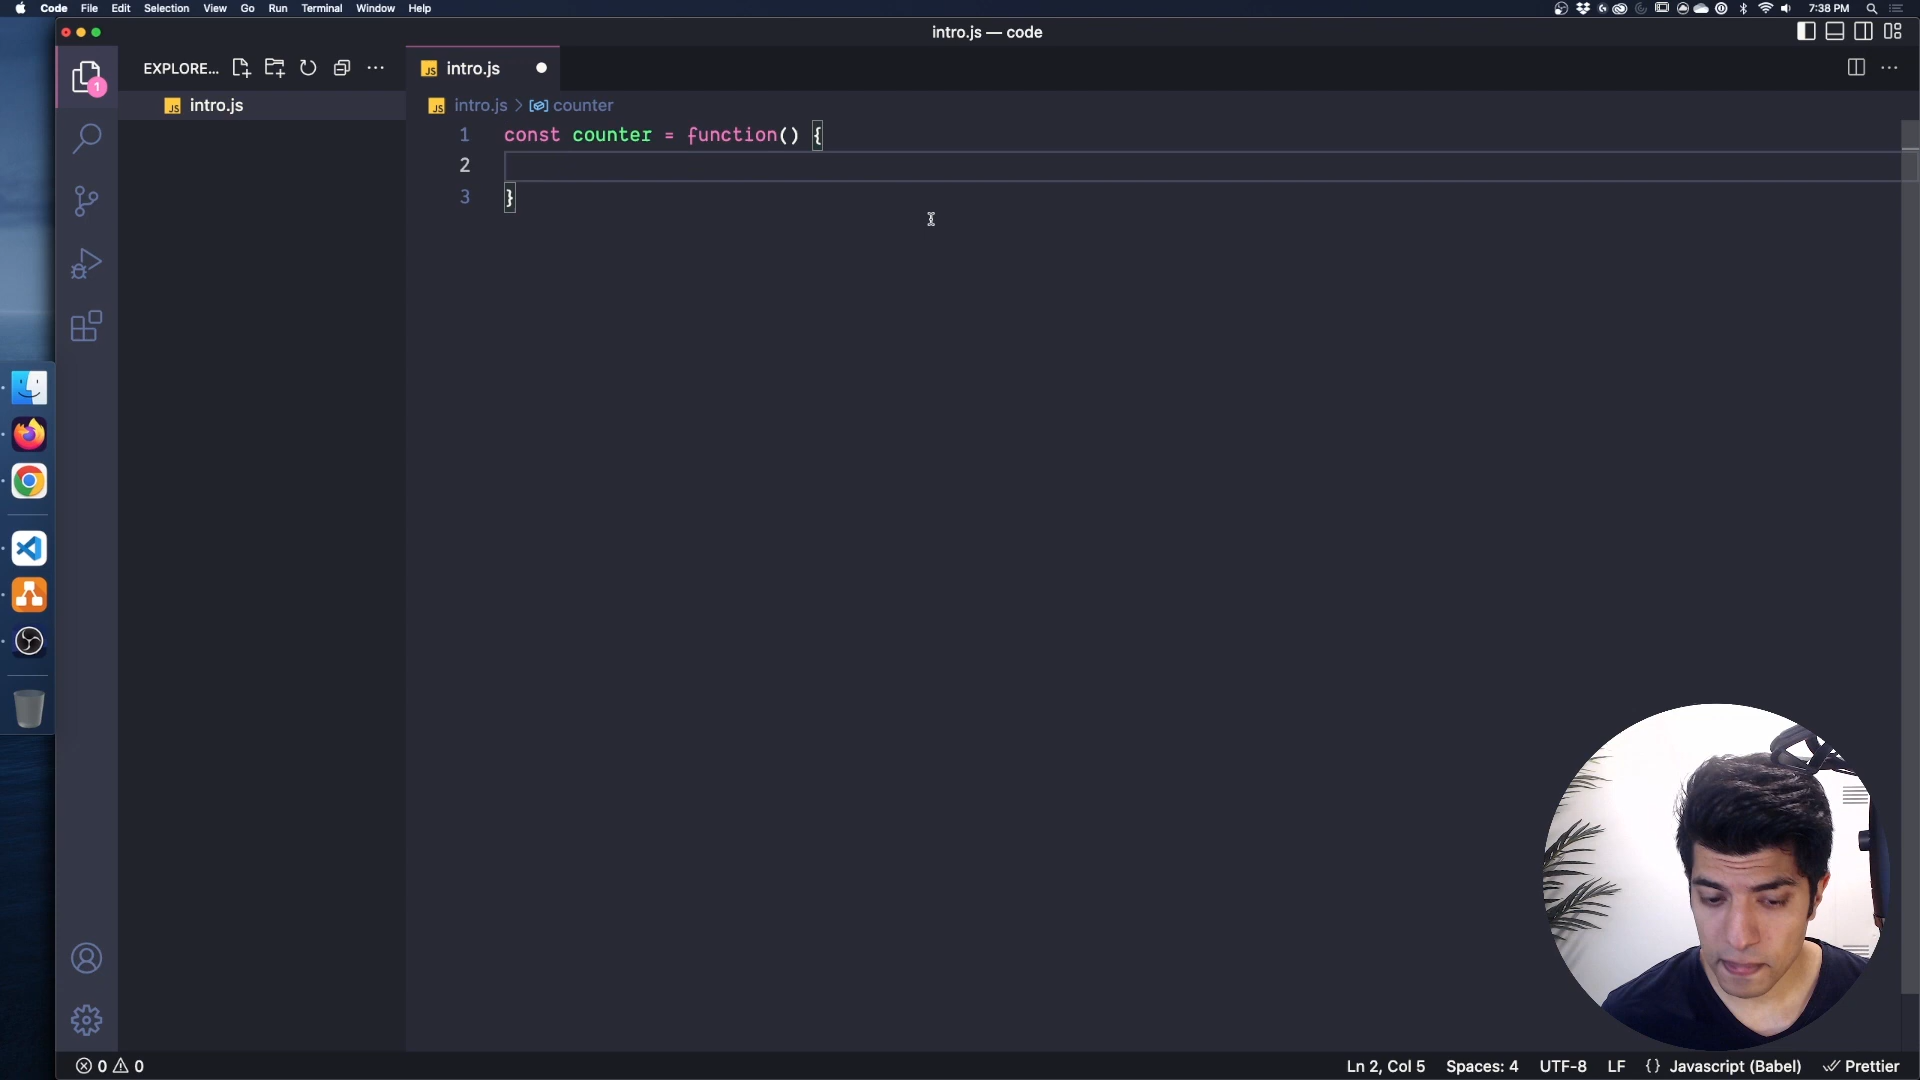 Code File Edit Selection View Go Run Terminal Window Help 7:38 PM
intro.js — code
EXPLORE... intro.js
intro.js
intro.js > counter
1 const counter = function() {
2
3 }
1
0 0 Ln 2, Col 5 Spaces: 4 UTF-8 LF {} Javascript (Babel) Prettier